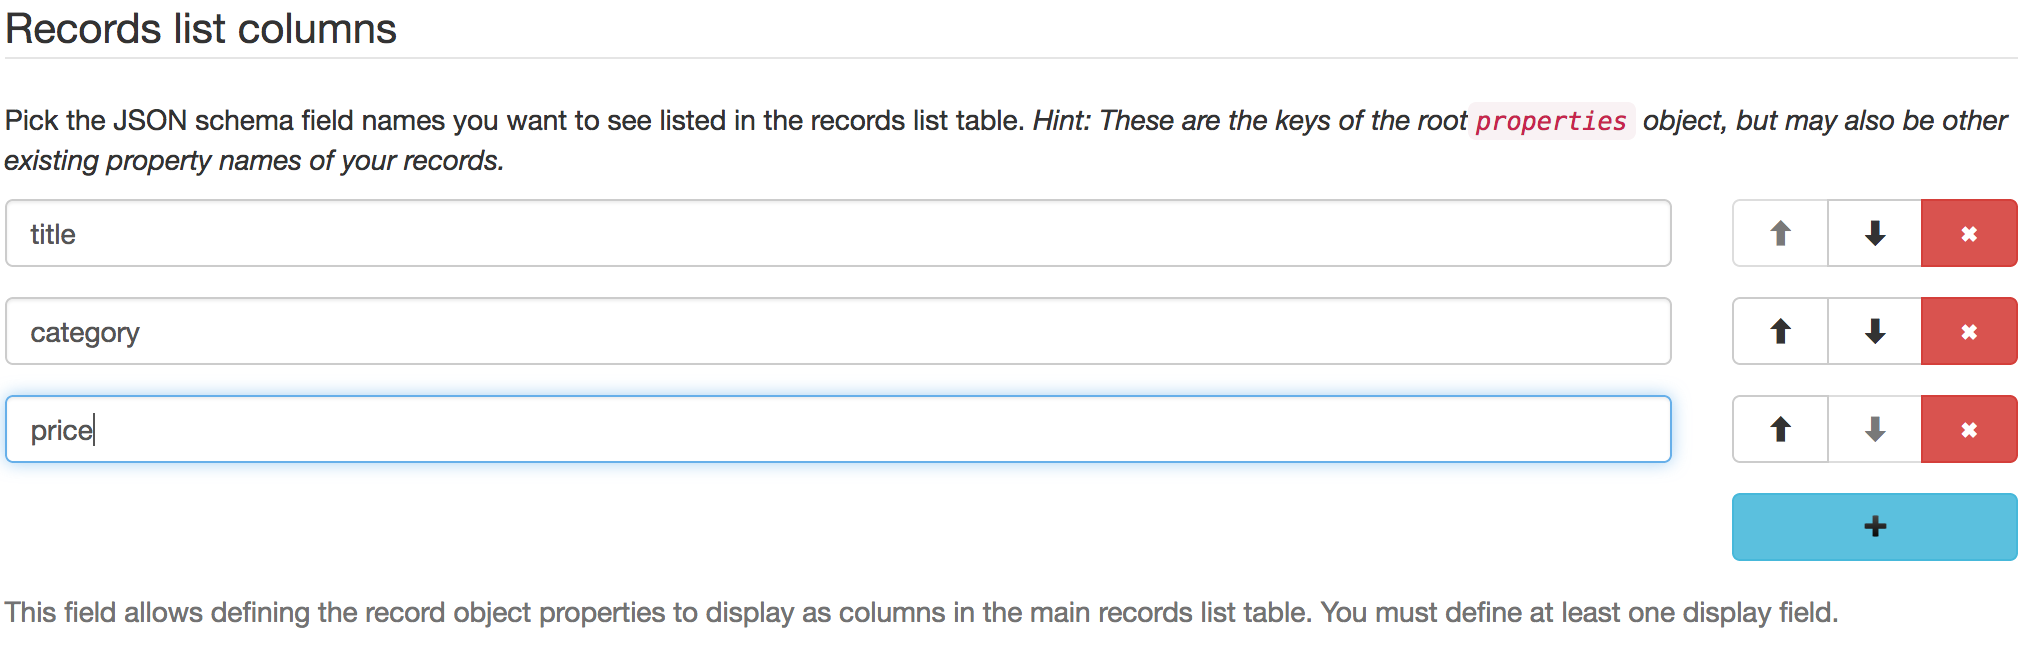 Records list columns
Pick the JSON schema field names you want to see listed in the records list table. Hint: These are the keys of the root properties object, but may also be other
existing property names of your records.
title
category
price
This field allows defining the record object properties to display as columns in the main records list table. You must define at least one display field.